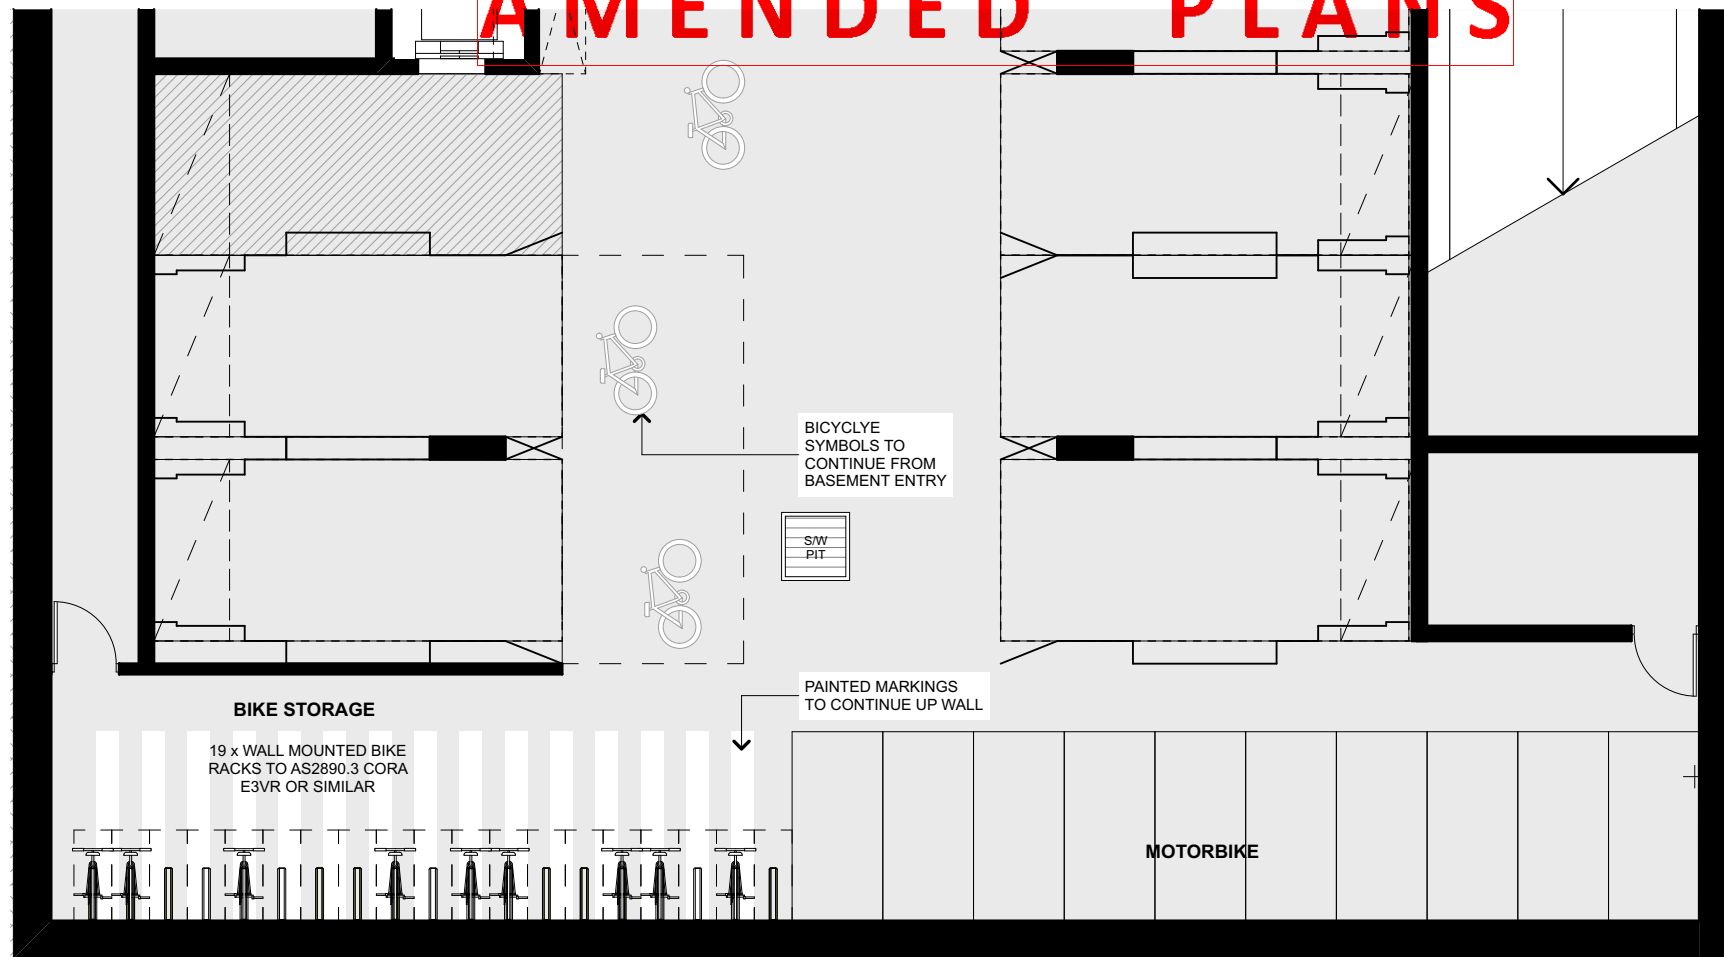 AMENDED PLANS
BICYCLYE
SYMBOLS TO
CONTINUE FROM
BASEMENT ENTRY
S/W
PIT
PAINTED MARKINGS
TO CONTINUE UP WALL
BIKE STORAGE
19 x WALL MOUNTED BIKE
RACKS TO AS2890.3 CORA
E3VR OR SIMILAR
MOTORBIKE